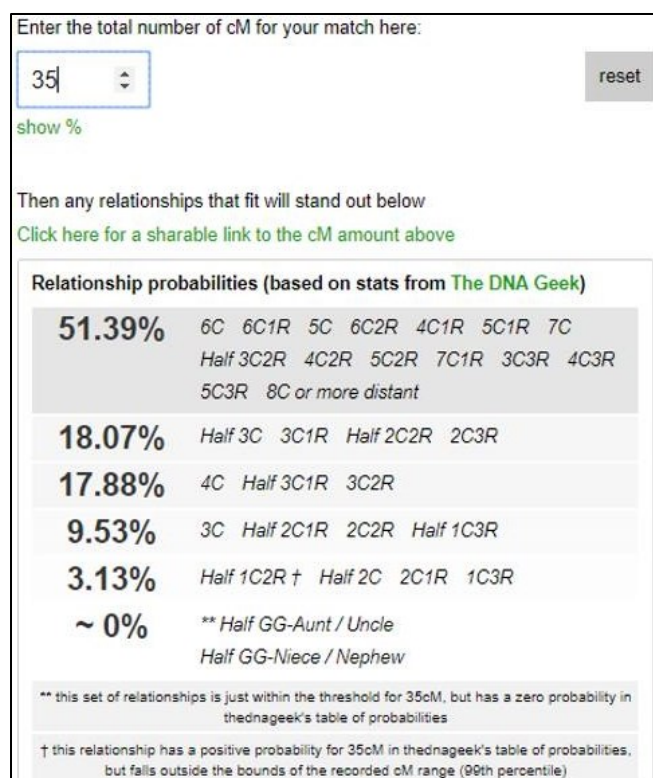 Enter the total number of cM for your match here:
35
reset
show %
Then any relationships that fit will stand out below
Click here for a sharable link to the cM amount above
Relationship probabilities (based on stats from The DNA Geek)
51.39% 6C 6C1R 5C 6C2R 4C1R 5C1R 7C
Half 3C2R 4C2R 5C2R 7C1R 3C3R 4C3R
5C3R 8C or more distant
18.07% Half 3C 3C1R Half 2C2R 2C3R
17.88% 4C Half 3C1R 3C2R
9.53% 3C Half 2C1R 2C2R Half 1C3R
3.13% Half 1C2R † Half 2C 2C1R 1C3R
~ 0% ** Half GG-Aunt / Uncle
Half GG-Niece / Nephew
** this set of relationships is just within the threshold for 35cM, but has a zero probability in
thednageek's table of probabilities
† this relationship has a positive probability for 35cM in thednageek's table of probabilities,
but falls outside the bounds of the recorded cM range (99th percentile)